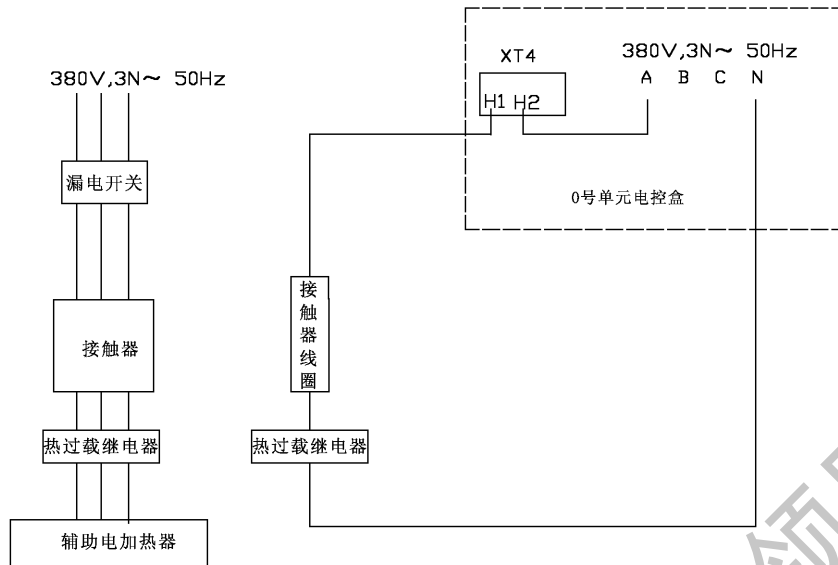 380V,3N～ 50Hz
漏电开关
接触器
热过载继电器
辅助电加热器
XT4
H1 H2
380V,3N～ 50Hz
A B C N
0号单元电控盒
接触器线圈
热过载继电器
领